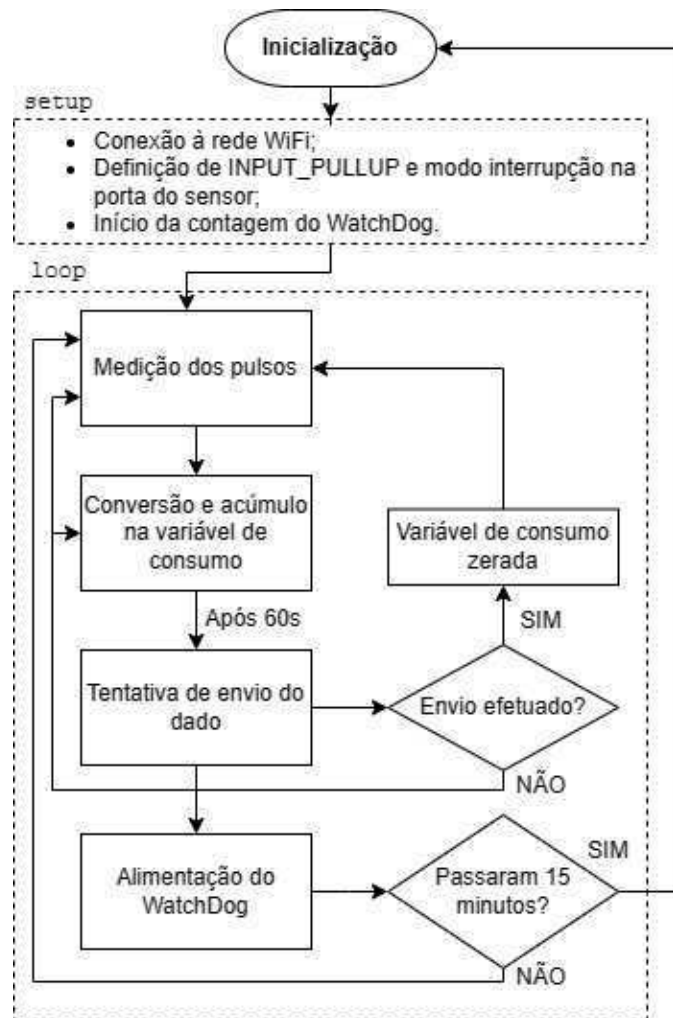 Inicialização
setup
• Conexão à rede WiFi;
• Definição de INPUT_PULLUP e modo interrupção na
porta do sensor;
• Início da contagem do WatchDog.
loop
Medição dos pulsos
Conversão e acúmulo
na variável de
consumo
Variável de consumo
zerada
Após 60s
SIM
Tentativa de envio do
dado
Envio efetuado?
NÃO
Alimentação do
WatchDog
Passaram 15
minutos?
SIM
NÃO